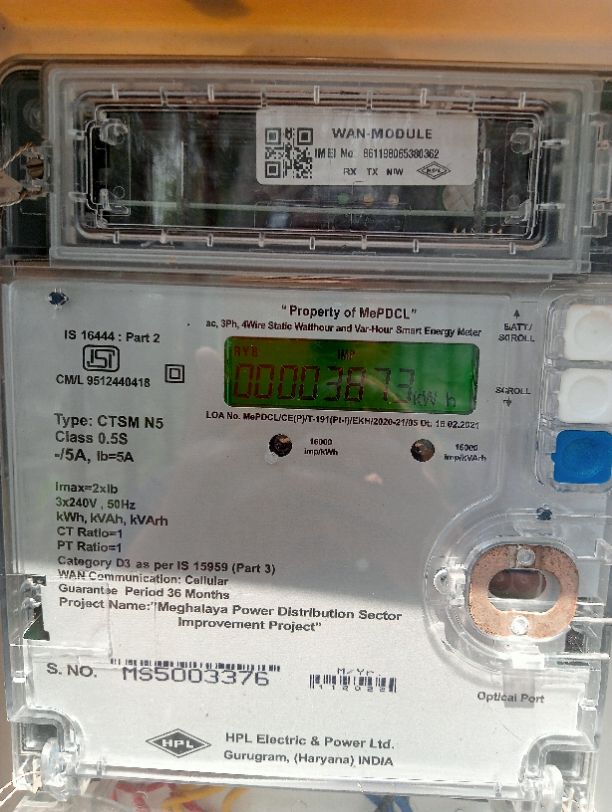 WAN-MODULE
IMEI No. 861198065380362
RX TX N/W HPL
"Property of MePDCL"
ac, 3Ph, 4Wire Static Watthour and Var-Hour Smart Energy Meter
BATT/
SCROLL
IS 16444 : Part 2
ISI
CM/L 9512440418
RYB IMP
00003873 kWh
SCROLL
LOA No. MePDCL/CE(P)/T-191(Pt-I)/EKH/2020-21/85 Dt. 18.02.2021
16000
imp/kWh
16000
imp/kVArh
Type: CTSM N5
Class 0.5S
-/5A, Ib=5A
Imax=2xIb
3x240V , 50Hz
kWh, kVAh, kVArh
CT Ratio=1
PT Ratio=1
Category D3 as per IS 15959 (Part 3)
WAN Communication: Cellular
Guarantee Period 36 Months
Project Name:"Meghalaya Power Distribution Sector
Improvement Project"
S. NO. MS5003376
M/Yr.
112022
Optical Port
HPL
HPL Electric & Power Ltd.
Gurugram, (Haryana) INDIA